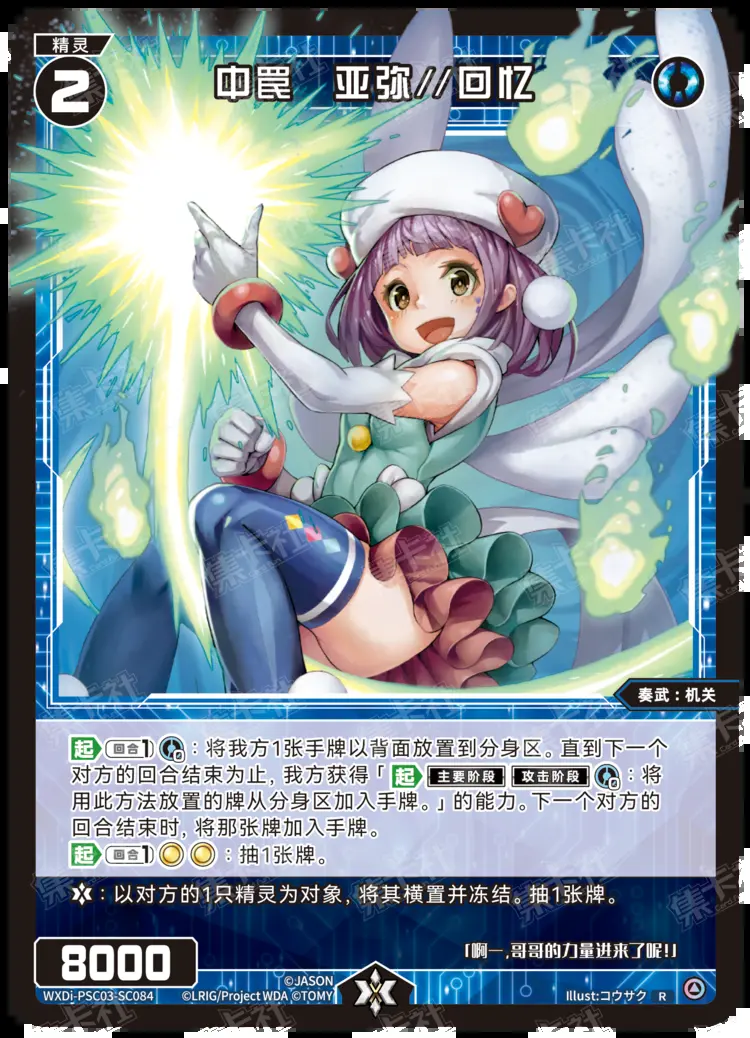 精灵
2
中罠 亚弥//回忆
奏武：机关
起 回合1 0：将我方1张手牌以背面放置到分身区。直到下一个
对方的回合结束为止，我方获得「起 主要阶段 攻击阶段 0：将
用此方法放置的牌从分身区加入手牌。」的能力。下一个对方的
回合结束时，将那张牌加入手牌。
起 回合1：抽1张牌。
：以对方的1只精灵为对象，将其横置并冻结。抽1张牌。
「啊一，哥哥的力量进来了呢!」
8000
©JASON
WXDi-PSC03-SC084 ©LRIG/Project WDA ©TOMY Illust:コウサク R
集卡社